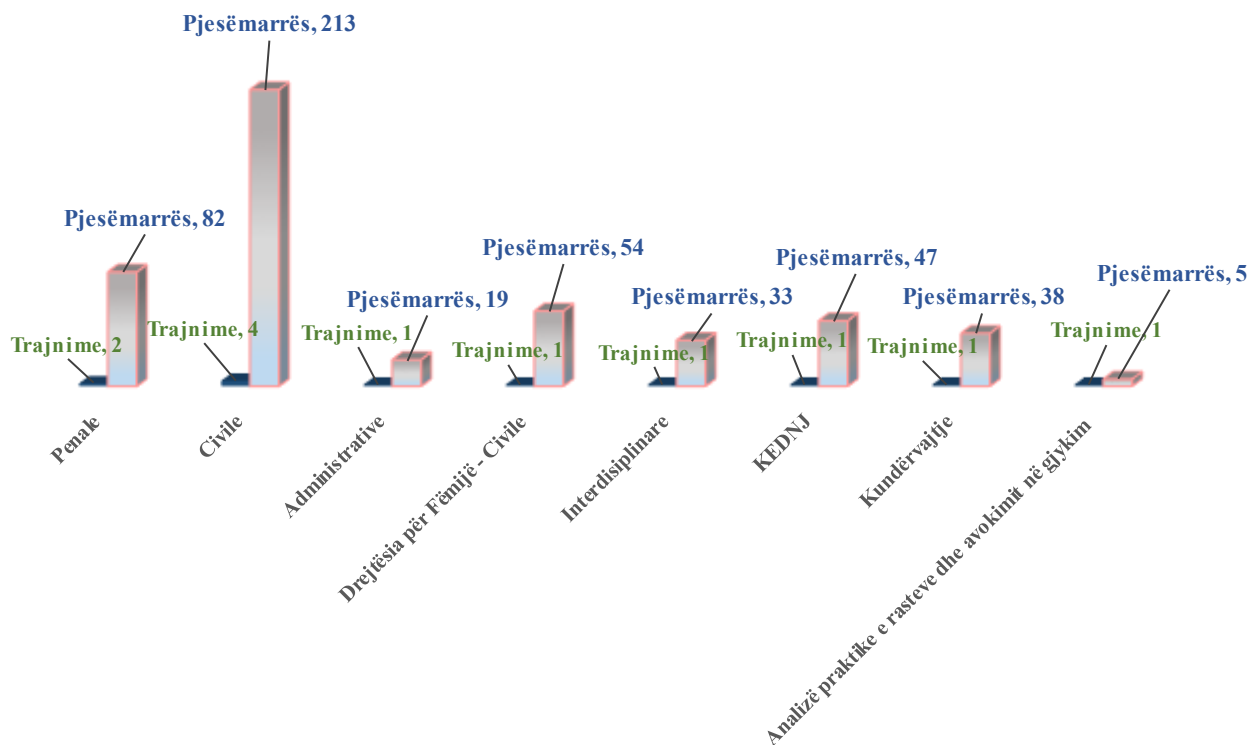 Pjesëmarrës, 213
Pjesëmarrës, 82
Pjesëmarrës, 54
Pjesëmarrës, 47
Pjesëmarrës, 5
Pjesëmarrës, 19
Pjesëmarrës, 33
Pjesëmarrës, 38
Trajnime, 2
Trajnime, 4
Trajnime, 1
Trajnime, 1
Trajnime, 1
Trajnime, 1
Trajnime, 1
Trajnime, 1
Penale
Civile
Administrative
Drejtësia për Fëmijë - Civile
Interdisiplinare
KEDNJ
Kundërvajtje
Analizë praktike e rasteve dhe avokimit në gjykim